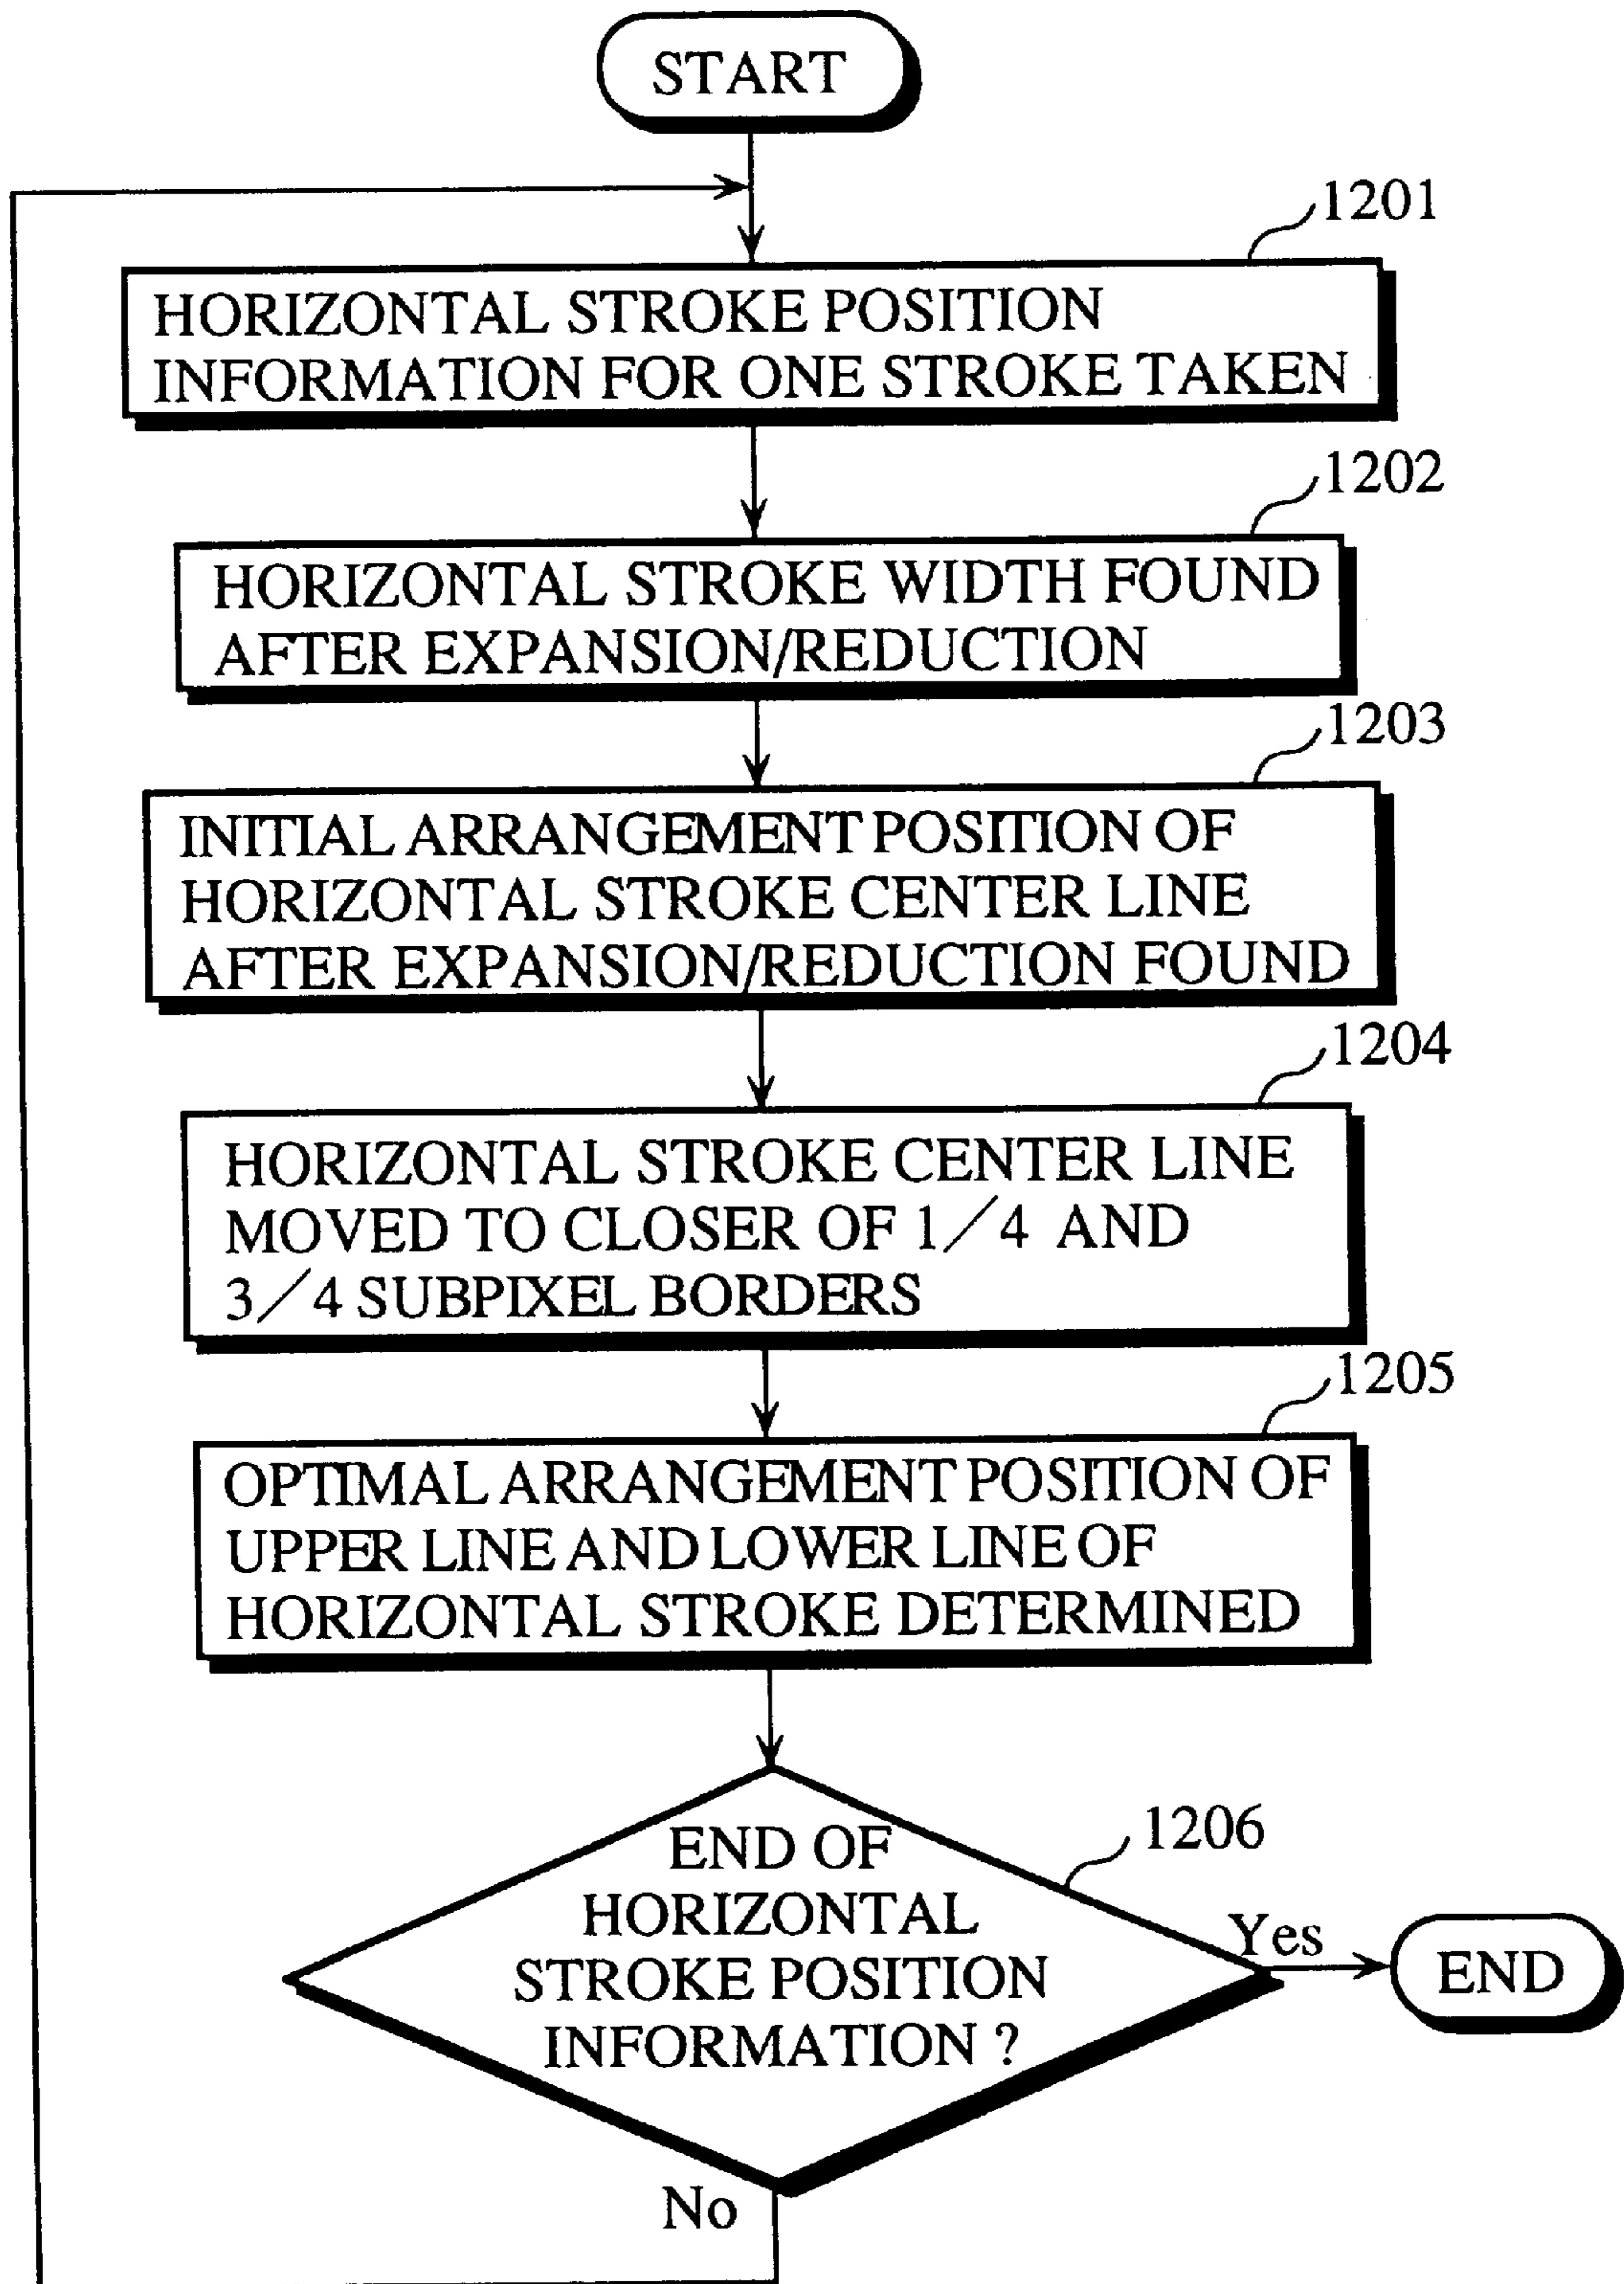 START
1201
HORIZONTAL STROKE POSITION
INFORMATION FOR ONE STROKE TAKEN
1202
HORIZONTAL STROKE WIDTH FOUND
AFTER EXPANSION/REDUCTION
1203
INITIAL ARRANGEMENT POSITION OF
HORIZONTAL STROKE CENTER LINE
AFTER EXPANSION/REDUCTION FOUND
1204
HORIZONTAL STROKE CENTER LINE
MOVED TO CLOSER OF 1/4 AND
3/4 SUBPIXEL BORDERS
1205
OPTIMAL ARRANGEMENT POSITION OF
UPPER LINE AND LOWER LINE OF
HORIZONTAL STROKE DETERMINED
1206
END OF
HORIZONTAL
STROKE POSITION
INFORMATION ?
Yes
END
No